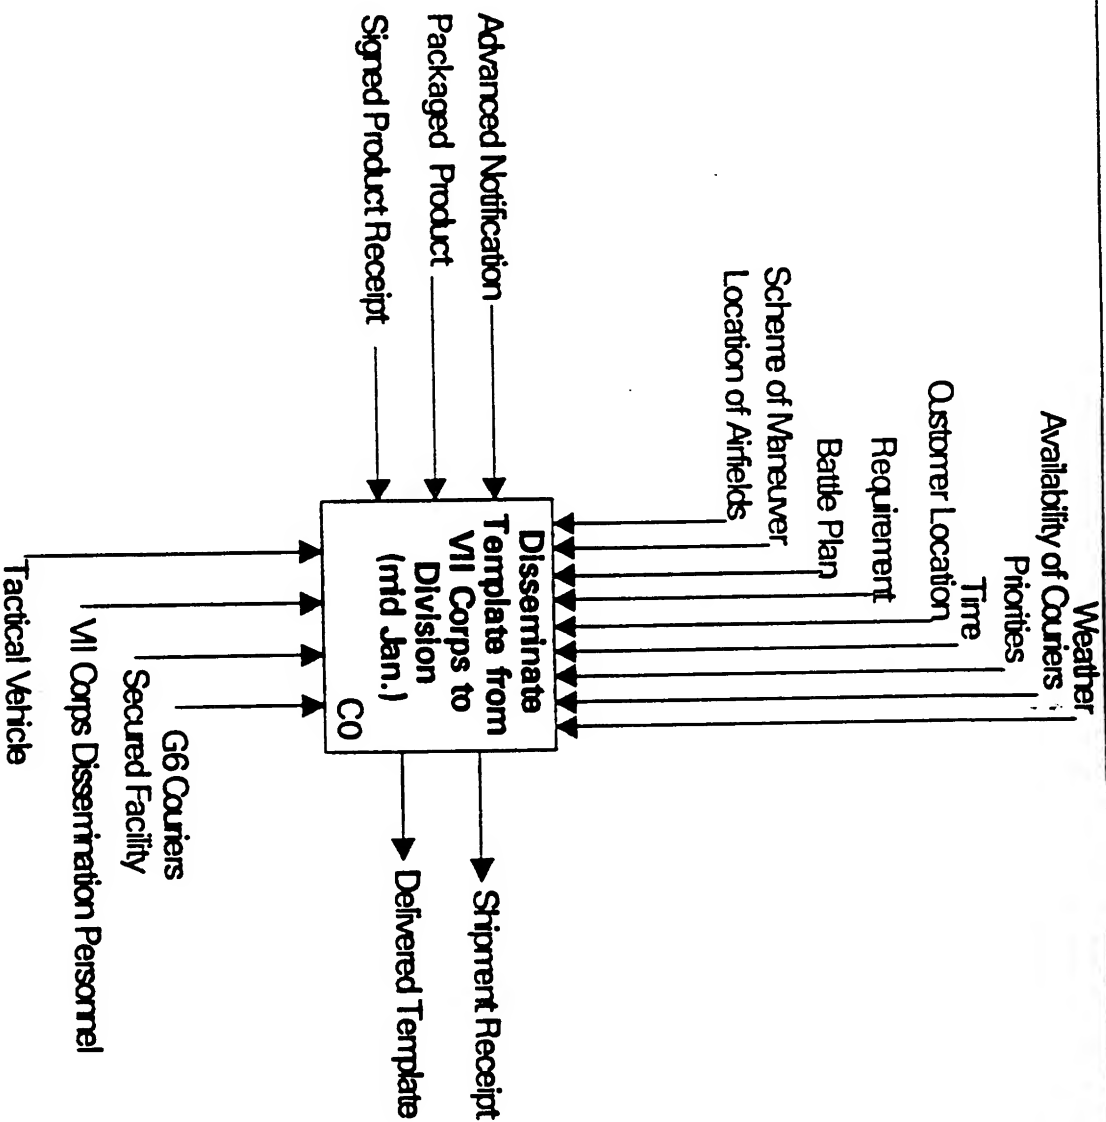 Weather
Availability of Couriers
Priorities
Time
Customer Location
Requirement
Battle Plan
Scheme of Maneuver
Location of Airfields
Advanced Notification
Packaged Product
Signed Product Receipt
Disseminate
Template from
VII Corps to
Division
(mid Jan.)
C0
Shipment Receipt
Delivered Template
G6 Couriers
Secured Facility
VII Corps Dissemination Personnel
Tactical Vehicle